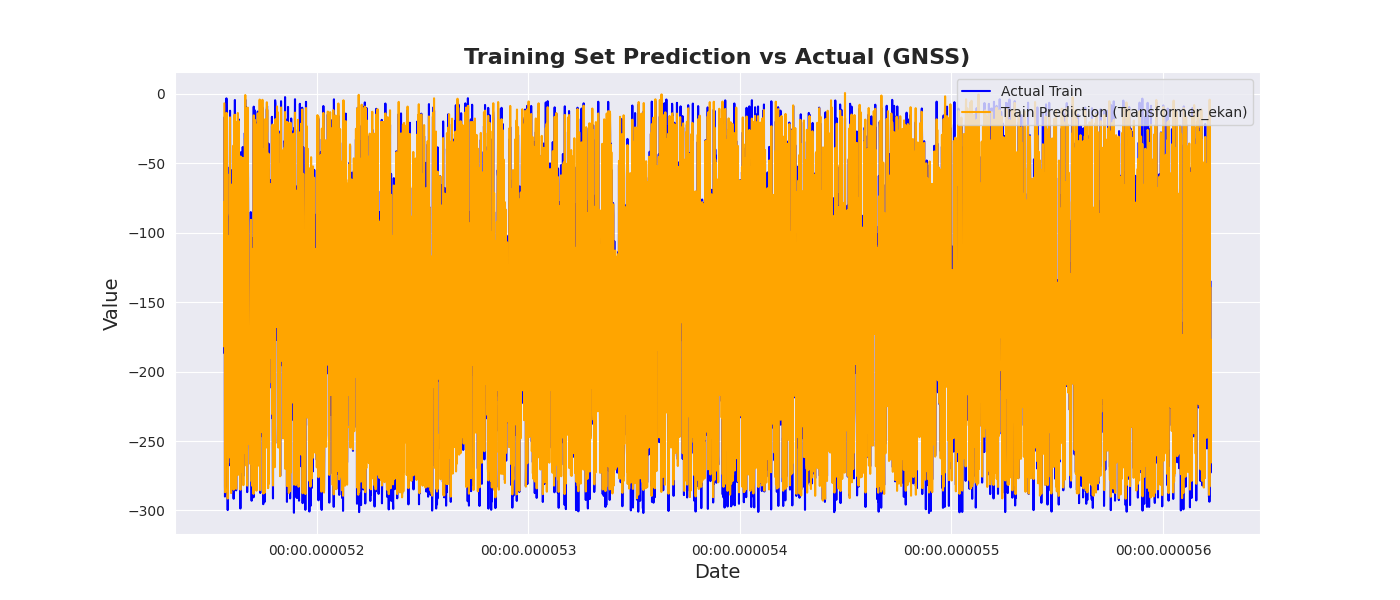 Training Set Prediction vs Actual (GNSS)
Actual Train
Train Prediction (Transformer_ekan)
Value
0
−50
−100
−150
−200
−250
−300
00:00.000052 00:00.000053 00:00.000054 00:00.000055 00:00.000056
Date